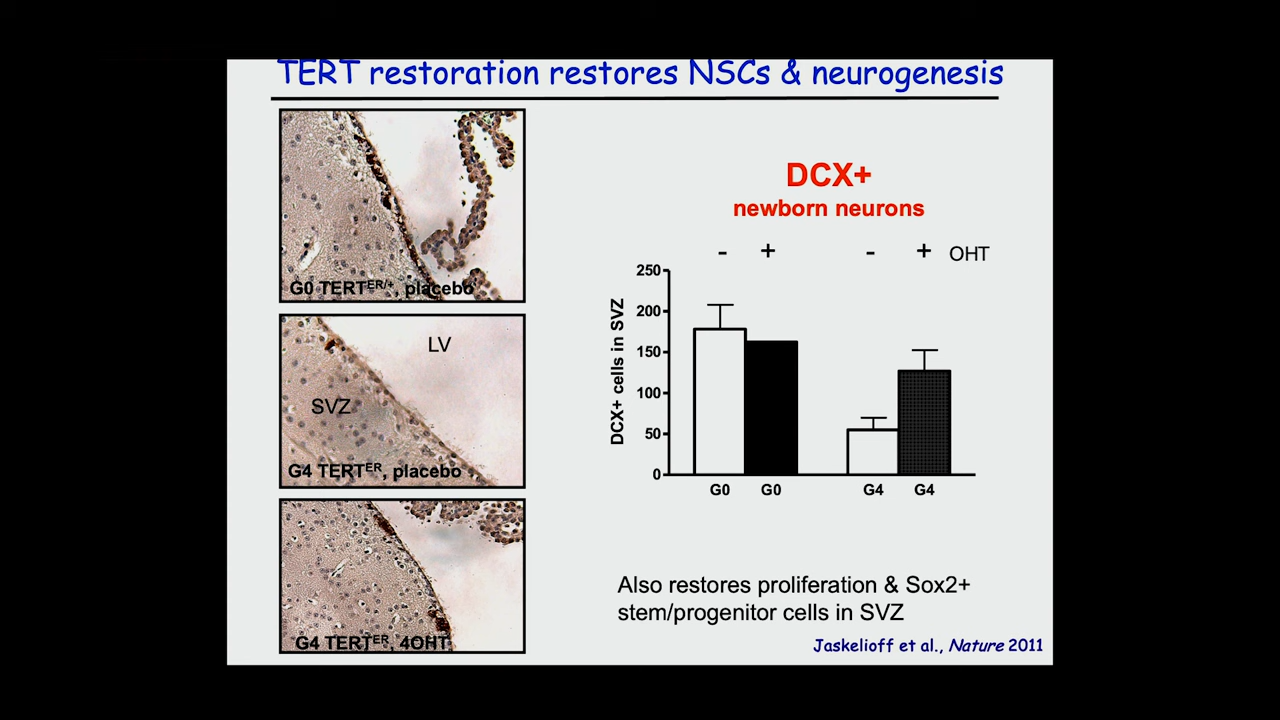 TERT restoration restores NSCs & neurogenesis
G0 TERTER/+, placebo
LV
SVZ
G4 TERTER, placebo
G4 TERTER, 4OHT
DCX+
newborn neurons
- + - + OHT
250
200
150
100
50
0
DCX+ cells in SVZ
G0 G0 G4 G4
Also restores proliferation & Sox2+
stem/progenitor cells in SVZ
Jaskelioff et al., Nature 2011